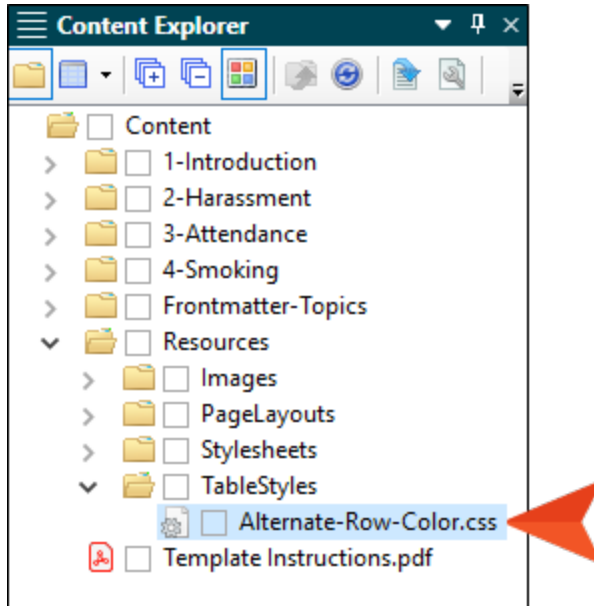 Content Explorer
Content
1-Introduction
2-Harassment
3-Attendance
4-Smoking
Frontmatter-Topics
Resources
Images
PageLayouts
Stylesheets
TableStyles
Alternate-Row-Color.css
Template Instructions.pdf